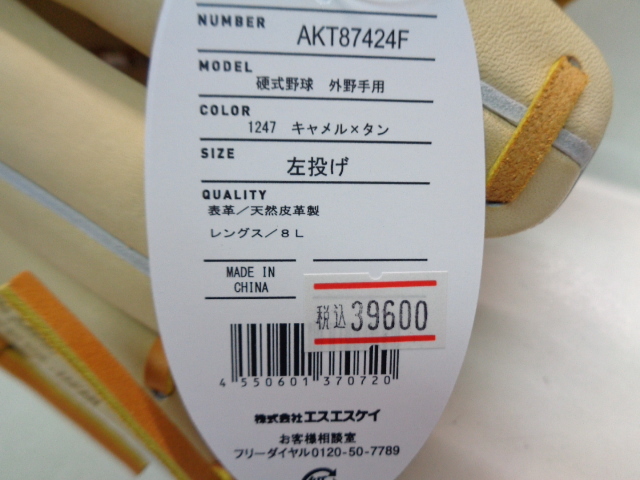 NUMBER AKT87424F
MODEL 硬式野球 外野手用
COLOR 1247 キャメル×タン
SIZE 左投げ
QUALITY
表革／天然皮革製
レングス／8L
MADE IN
CHINA
税込39600
4 550601 370720
株式会社エスエスケイ
お客様相談室
フリーダイヤル0120-50-7789